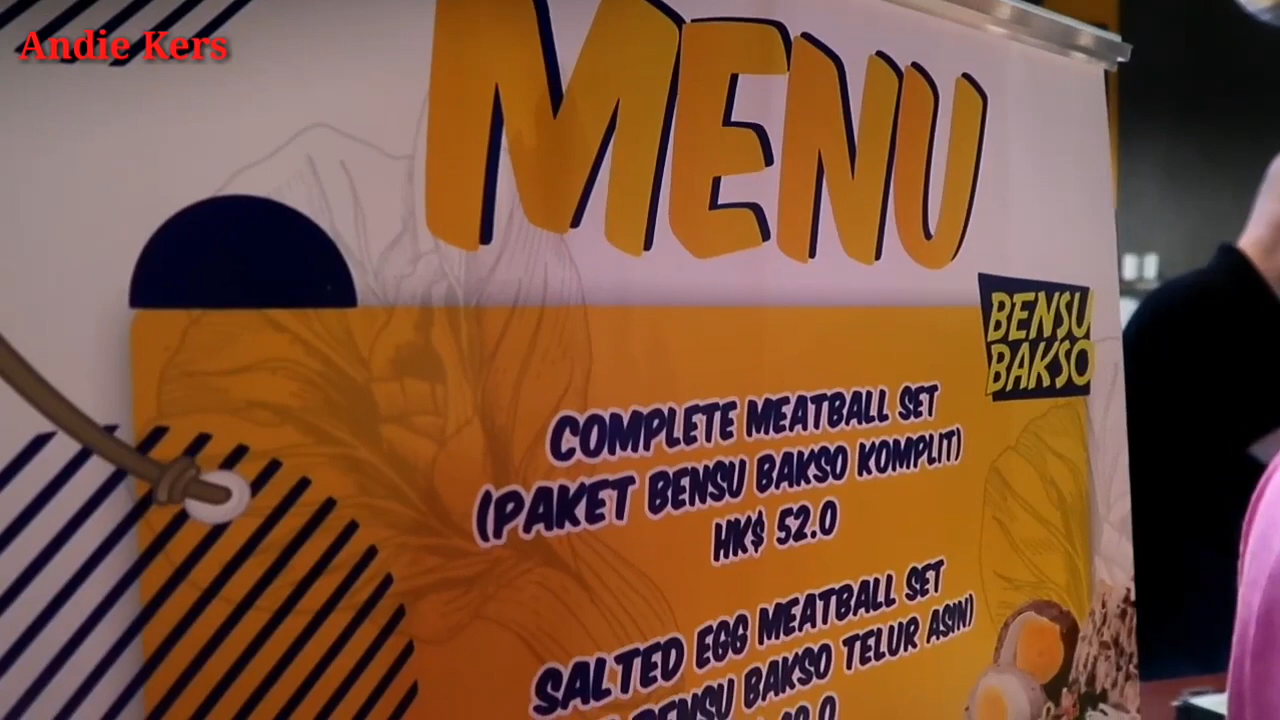 Andie Kers
MENU
BENSU
BAKSO
COMPLETE MEATBALL SET
(PAKET BENSU BAKSO KOMPLIT)
HK$ 52.0
SALTED EGG MEATBALL SET
BENSU BAKSO TELUR ASIN)